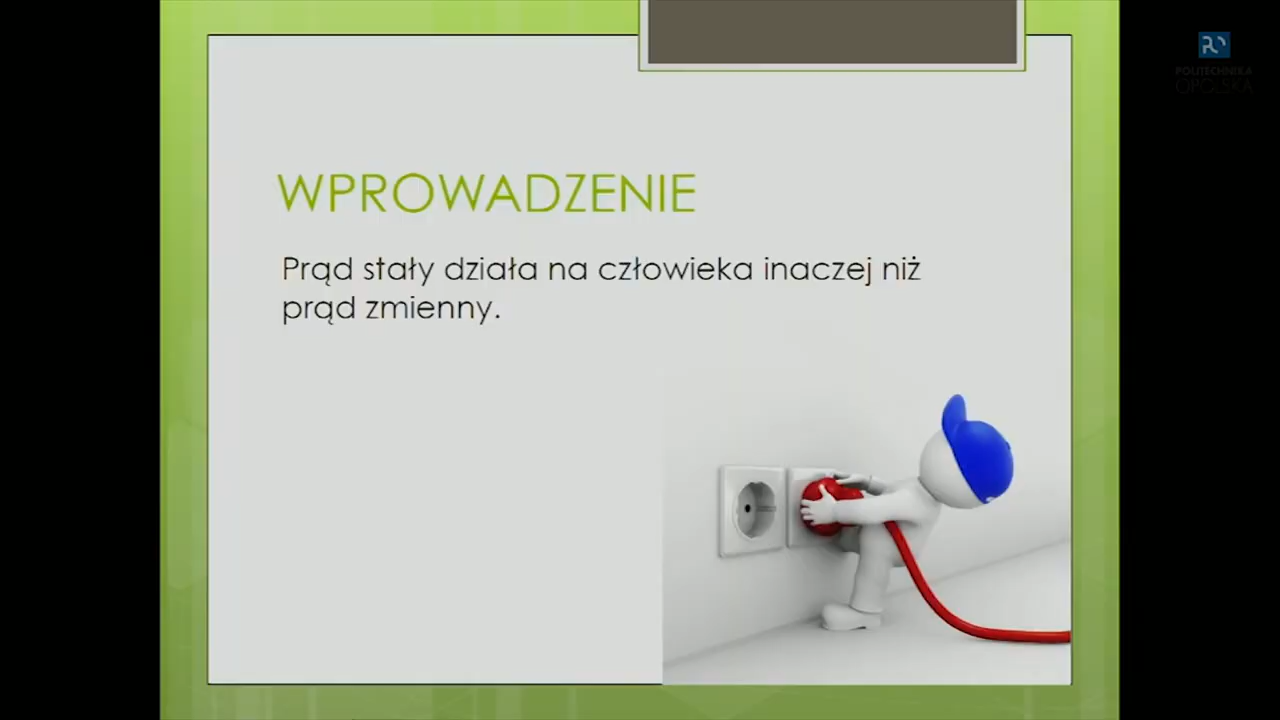 WPROWADZENIE
Prąd stały działa na człowieka inaczej niż
prąd zmienny.
POLITECHNIKA
OPOLSKA